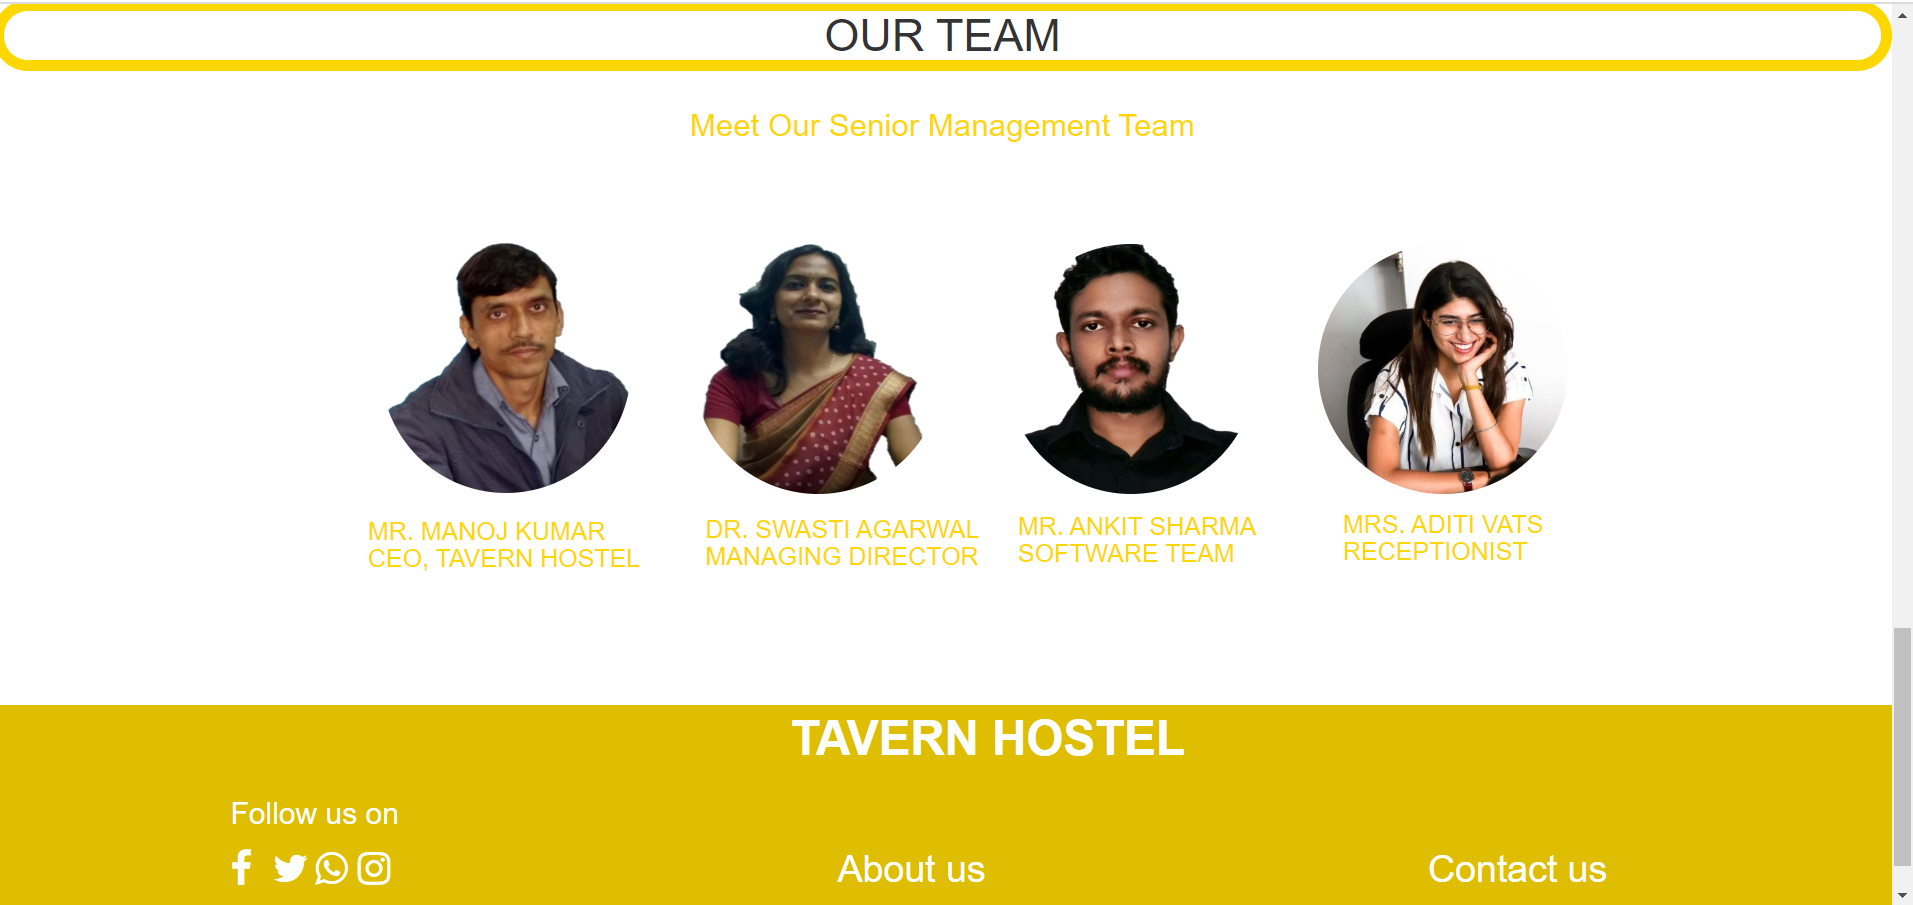 OUR TEAM
Meet Our Senior Management Team
MR. MANOJ KUMAR
CEO, TAVERN HOSTEL
DR. SWASTI AGARWAL
MANAGING DIRECTOR
MR. ANKIT SHARMA
SOFTWARE TEAM
MRS. ADITI VATS
RECEPTIONIST
TAVERN HOSTEL
Follow us on
About us
Contact us